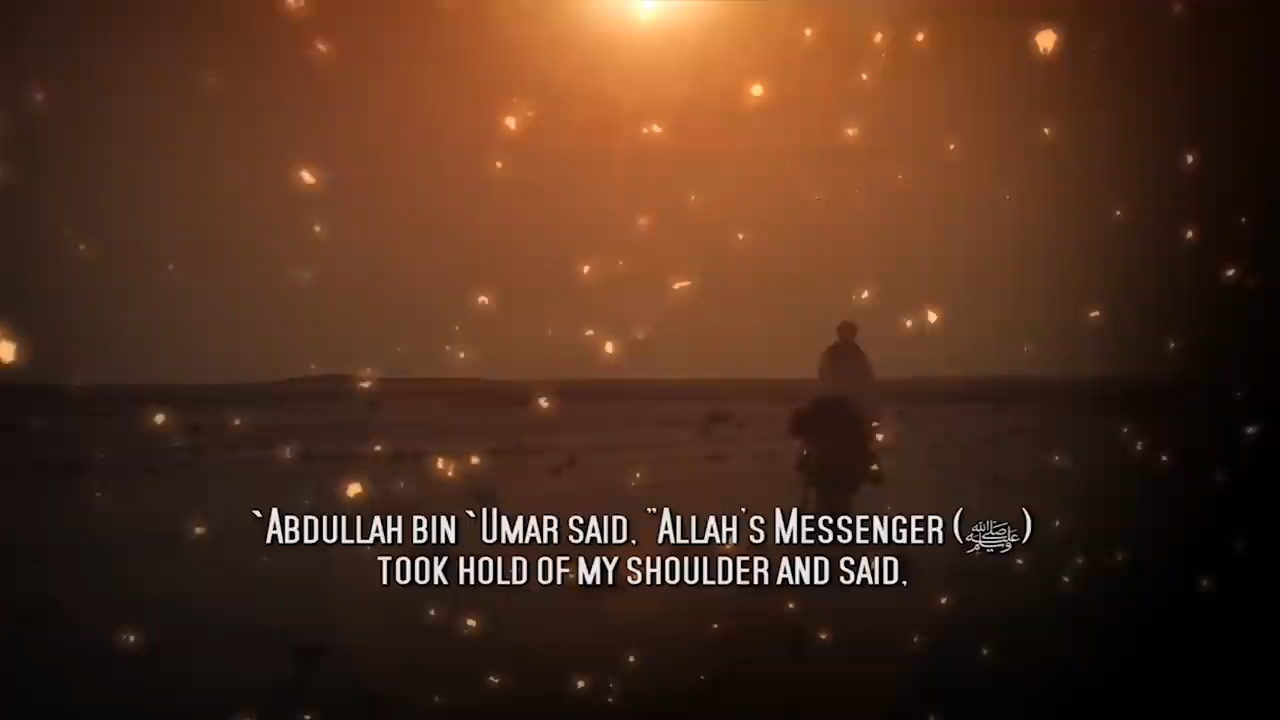 `Abdullah bin `Umar said, "Allah's Messenger (ﷺ)
took hold of my shoulder and said,